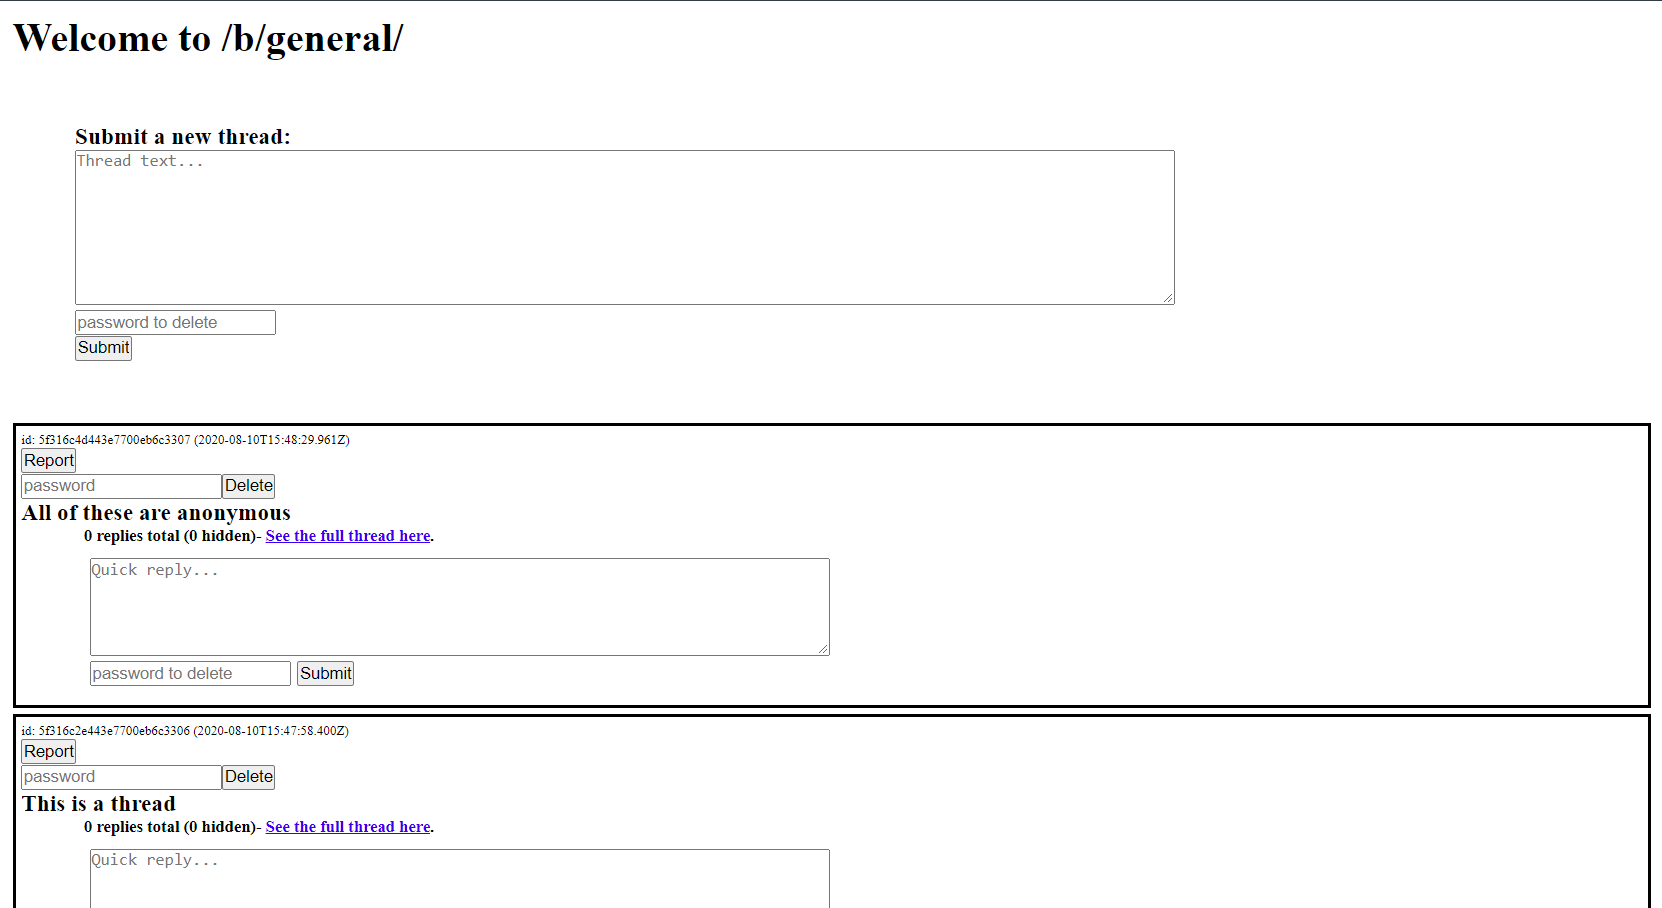 Welcome to /b/general/
Submit a new thread:
Thread text...
password to delete
Submit
id: 5f316c4d443e7700eb6c3307 (2020-08-10T15:48:29.961Z)
Report
password Delete
All of these are anonymous
0 replies total (0 hidden)- See the full thread here.
Quick reply...
password to delete Submit
id: 5f316c2e443e7700eb6c3306 (2020-08-10T15:47:58.400Z)
Report
password Delete
This is a thread
0 replies total (0 hidden)- See the full thread here.
Quick reply...